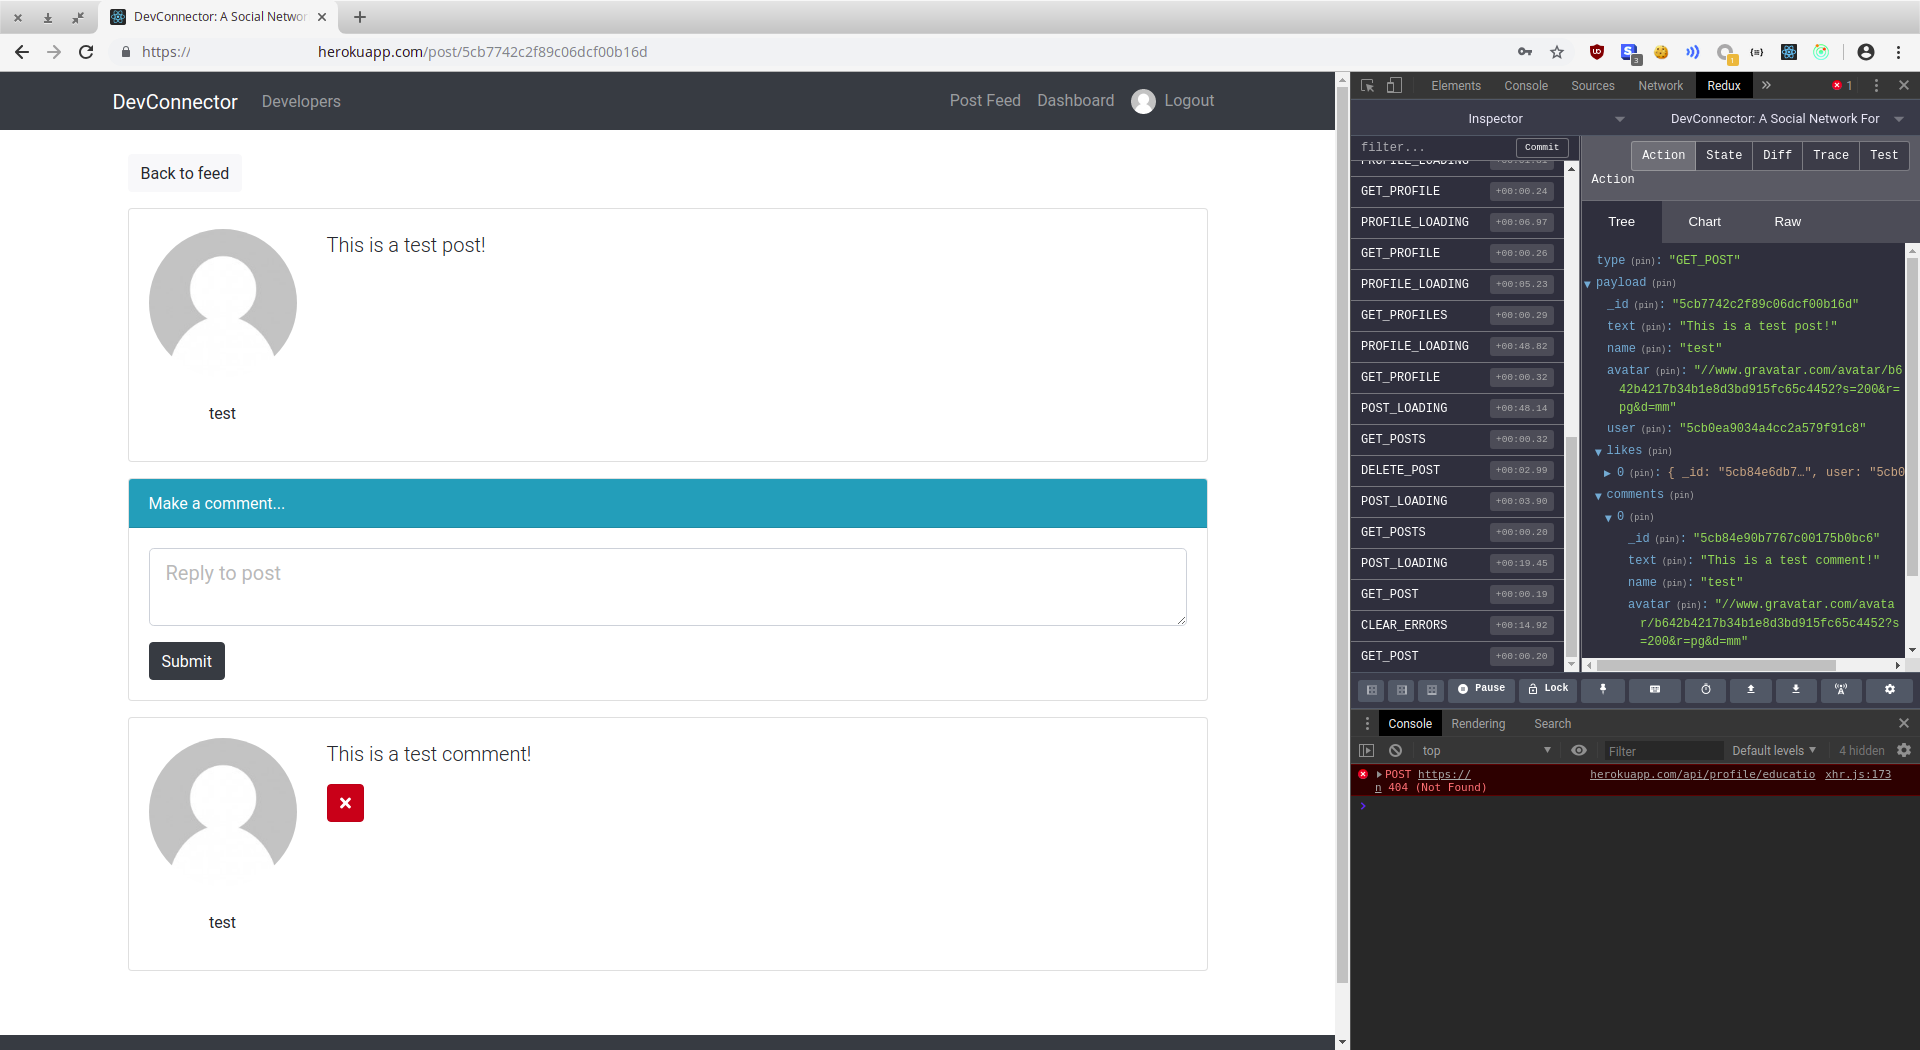 DevConnector: A Social Networ
https:// herokuapp.com/post/5cb7742c2f89c06dcf00b16d
3
1
DevConnector Developers Post Feed Dashboard Logout
Back to feed
This is a test post!
test
Make a comment...
Reply to post
Submit
This is a test comment!
test
Elements Console Sources Network Redux 1
Inspector DevConnector: A Social Network For
filter... Commit
Action State Diff Trace Test
Action
Tree Chart Raw
PROFILE_LOADING
GET_PROFILE +00:00.24
PROFILE_LOADING +00:06.97
GET_PROFILE +00:00.26
PROFILE_LOADING +00:05.23
GET_PROFILES +00:00.29
PROFILE_LOADING +00:48.82
GET_PROFILE +00:00.32
POST_LOADING +00:48.14
GET_POSTS +00:00.32
DELETE_POST +00:02.99
POST_LOADING +00:03.90
GET_POSTS +00:00.20
POST_LOADING +00:19.45
GET_POST +00:00.19
CLEAR_ERRORS +00:14.92
GET_POST +00:00.20
type (pin): "GET_POST"
payload (pin)
_id (pin): "5cb7742c2f89c06dcf00b16d"
text (pin): "This is a test post!"
name (pin): "test"
avatar (pin): "//www.gravatar.com/avatar/b6
42b4217b34b1e8d3bd915fc65c4452?s=200&r=
pg&d=mm"
user (pin): "5cb0ea9034a4cc2a579f91c8"
likes (pin)
0 (pin): { _id: "5cb84e6db7…", user: "5cb0
comments (pin)
0 (pin)
_id (pin): "5cb84e90b7767c00175b0bc6"
text (pin): "This is a test comment!"
name (pin): "test"
avatar (pin): "//www.gravatar.com/avata
r/b642b4217b34b1e8d3bd915fc65c4452?s
=200&r=pg&d=mm"
Pause Lock
Console Rendering Search
top Filter Default levels 4 hidden
POST https:// herokuapp.com/api/profile/educatio xhr.js:173
n 404 (Not Found)